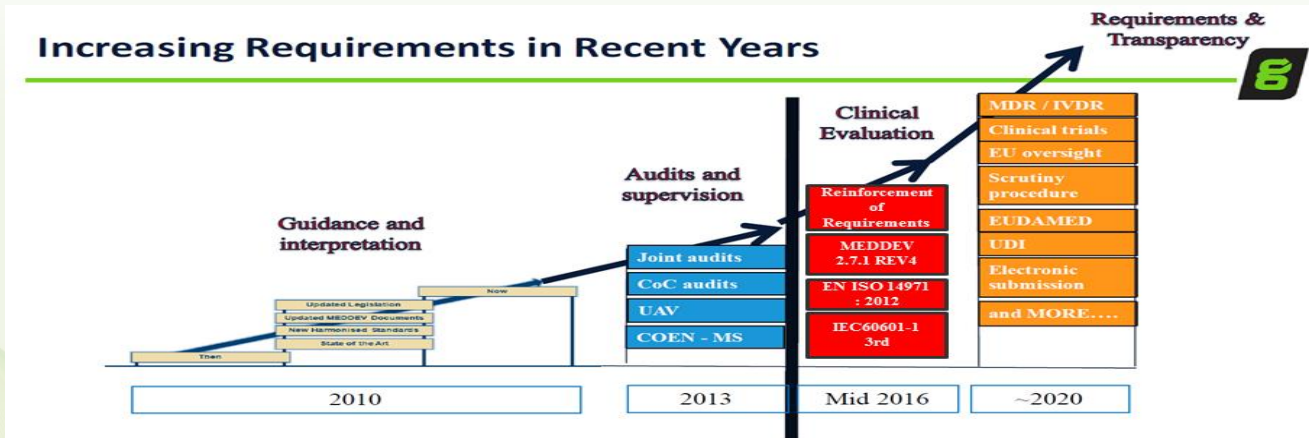 Increasing Requirements in Recent Years
Requirements &
Transparency
g
Guidance and
interpretation
Then
Updated Legislation
Updated MEDDEV Documents
New Harmonised Standards
State of the Art
Now
2010
Audits and
supervision
Joint audits
CoC audits
UAV
COEN - MS
2013
Clinical
Evaluation
Reinforcement
of
Requirements
MEDDEV
2.7.1 REV4
EN ISO 14971
: 2012
IEC60601-1
3rd
Mid 2016
MDR / IVDR
Clinical trials
EU oversight
Scrutiny
procedure
EUDAMED
UDI
Electronic
submission
and MORE....
~2020